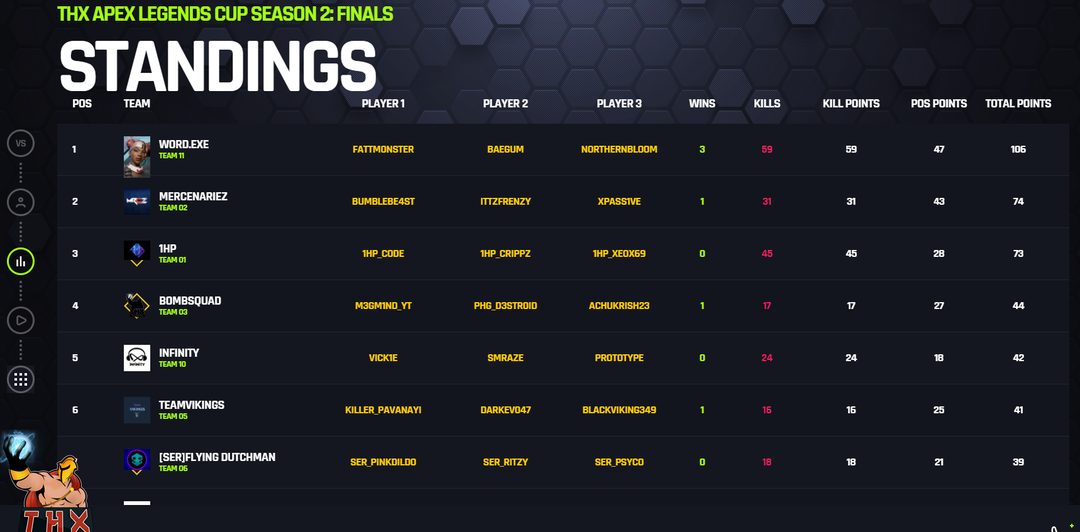 THX APEX LEGENDS CUP SEASON 2: FINALS
STANDINGS
POS TEAM PLAYER 1 PLAYER 2 PLAYER 3 WINS KILLS KILL POINTS POS POINTS TOTAL POINTS
VS
1 WORD.EXE FATTM0NSTER BAEGUM NORTHERNBLOOM 3 59 59 47 106
TEAM 11
2 MERCENARIEZ BUMBLEBE4ST ITTZFRENZY XPASS1VE 1 31 31 43 74
TEAM 02
3 1HP 1HP_CODE 1HP_CRIPPZ 1HP_XEOX69 0 45 45 28 73
TEAM 01
4 BOMBSQUAD M3GM1ND_YT PHG_D3STROID ACHUKRISH23 1 17 17 27 44
TEAM 03
5 INFINITY VICK1E SMRAZE PROTOTYPE 0 24 24 18 42
TEAM 10
INFINITY
6 TEAMVIKINGS KILLER_PAVANAYI DARKEVO47 BLACKVIKING349 1 16 16 25 41
TEAM 05
[SER]FLYING DUTCHMAN SER_PINKDILDO SER_RITZY SER_PSYCO 0 18 18 21 39
TEAM 06
THX